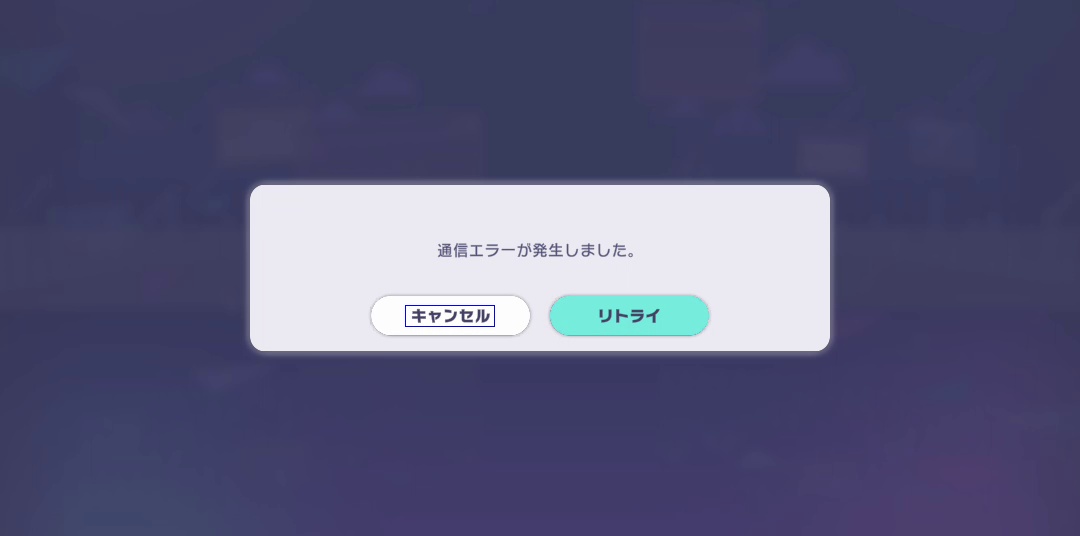 通信エラーが発生しました。
キャンセル
リトライ